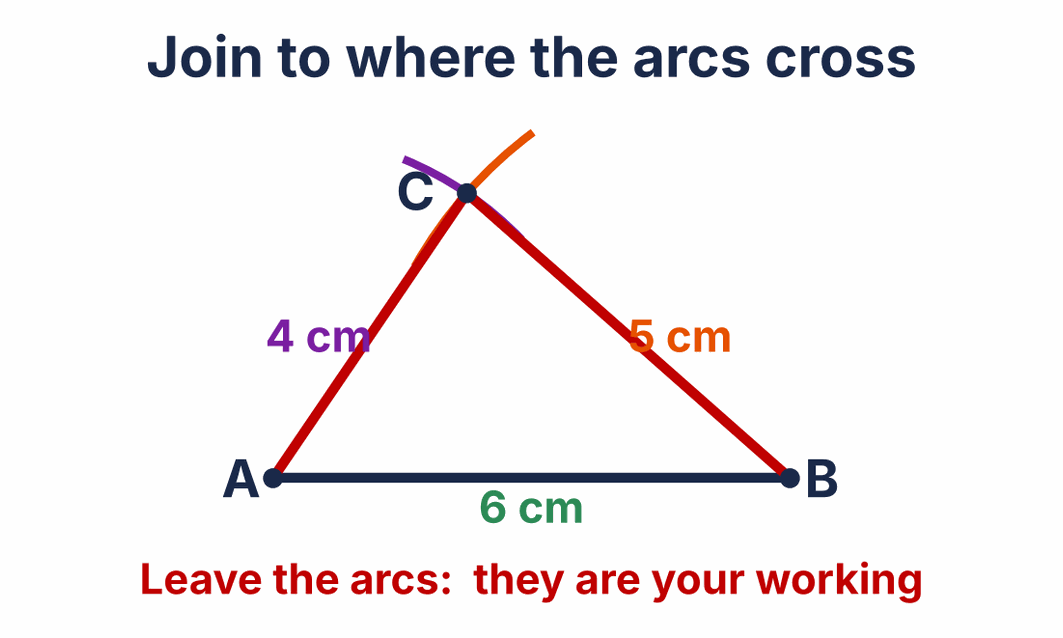 Join to where the arcs cross
C
4 cm
5 cm
A
B
6 cm
Leave the arcs:  they are your working